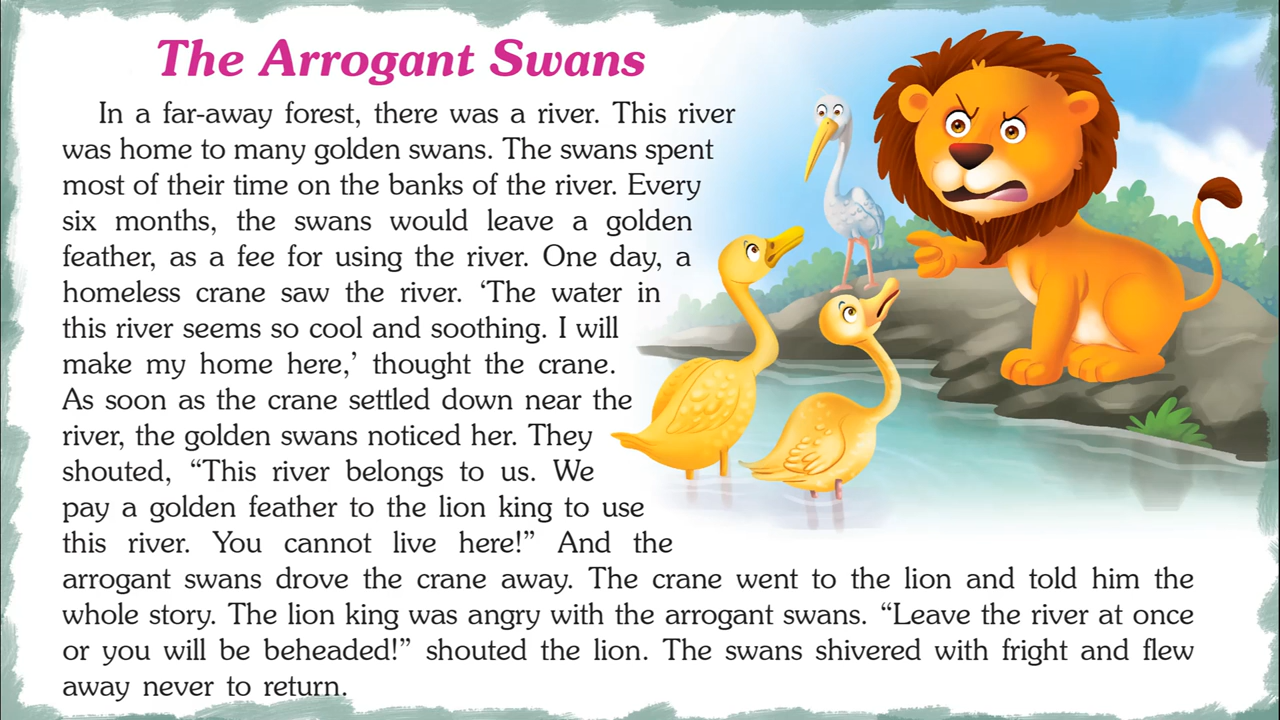 The Arrogant Swans
In a far-away forest, there was a river. This river
was home to many golden swans. The swans spent
most of their time on the banks of the river. Every
six months, the swans would leave a golden
feather, as a fee for using the river. One day, a
homeless crane saw the river. ‘The water in
this river seems so cool and soothing. I will
make my home here,’ thought the crane.
As soon as the crane settled down near the
river, the golden swans noticed her. They
shouted, “This river belongs to us. We
pay a golden feather to the lion king to use
this river. You cannot live here!” And the
arrogant swans drove the crane away. The crane went to the lion and told him the
whole story. The lion king was angry with the arrogant swans. “Leave the river at once
or you will be beheaded!” shouted the lion. The swans shivered with fright and flew
away never to return.